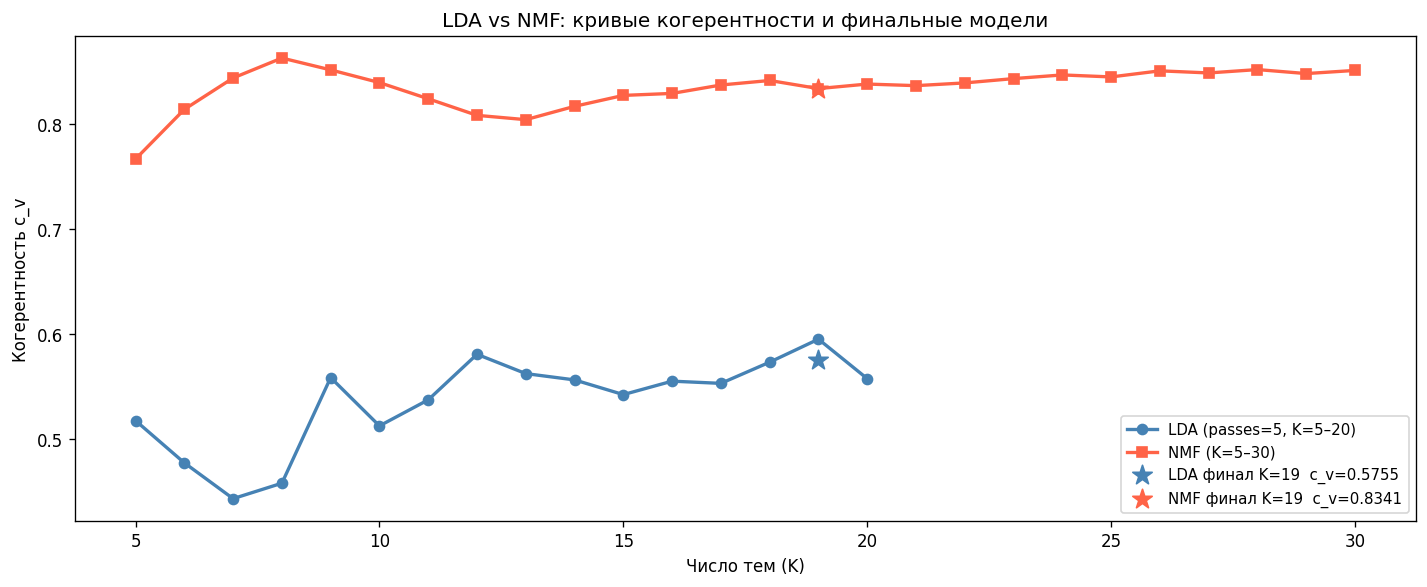 LDA vs NMF: кривые когерентности и финальные модели
Когерентность c_v
0.8
0.7
0.6
0.5
5
10
15
20
25
30
Число тем (K)
LDA (passes=5, K=5–20)
NMF (K=5–30)
LDA финал K=19 c_v=0.5755
NMF финал K=19 c_v=0.8341